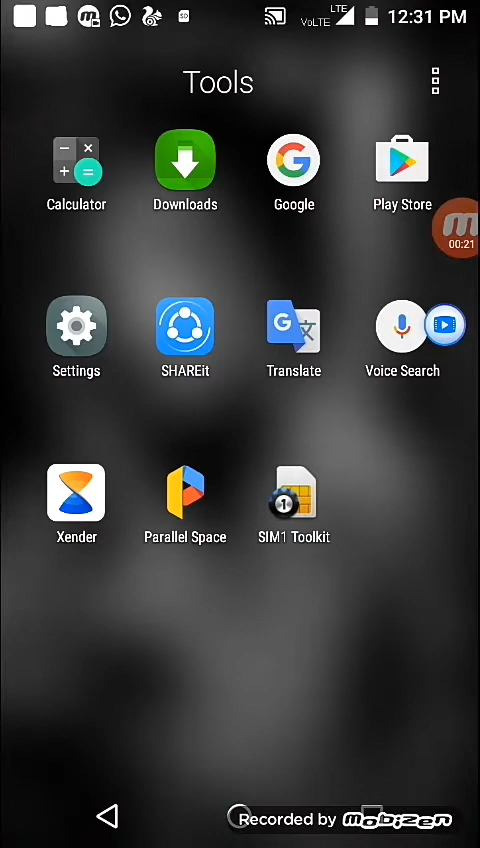 LTE
VoLTE
12:31 PM
Tools
Calculator
Downloads
Google
Play Store
00:21
Settings
SHAREit
Translate
Voice Search
Xender
Parallel Space
SIM1 Toolkit
Recorded by mobizen